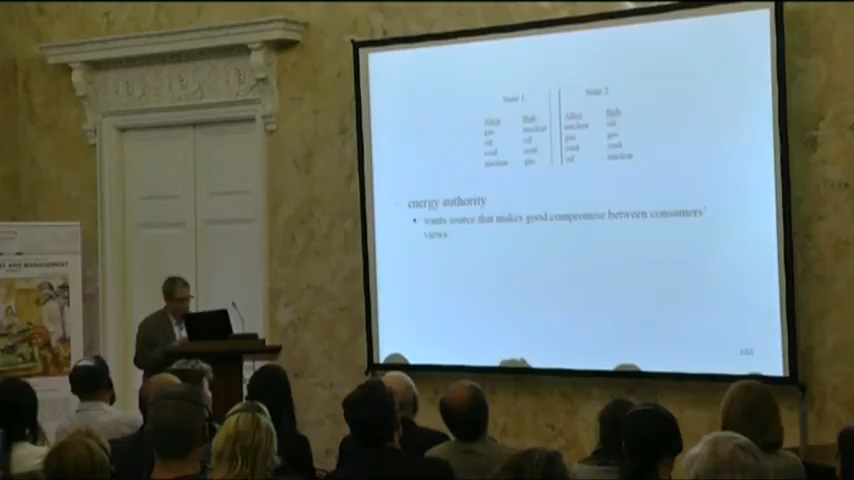 State 1 State 2
Alice Bob Alice Bob
gas nuclear nuclear oil
oil oil gas gas
coal coal coal coal
nuclear gas oil nuclear
energy authority
• wants source that makes good compromise between consumers'
views
AND MANAGEMENT